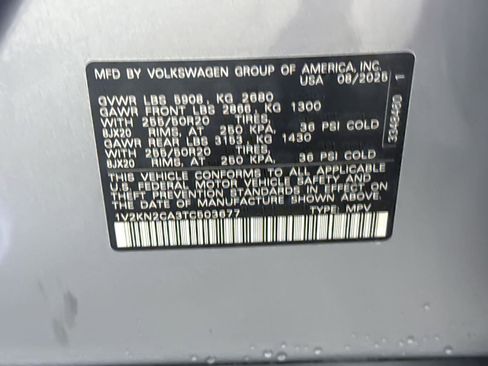 MFD BY VOLKSWAGEN GROUP OF AMERICA, INC.
USA 08/2025
GVWR LBS 5908, KG 2680
GAWR FRONT LBS 2866, KG 1300
WITH 255/50R20 TIRES,
8JX20 RIMS, AT 250 KPA, 36 PSI COLD
GAWR REAR LBS 3153, KG 1430
WITH 255/50R20 TIRES,
8JX20 RIMS, AT 250 KPA, 36 PSI COLD
THIS VEHICLE CONFORMS TO ALL APPLICABLE
U.S. FEDERAL MOTOR VEHICLE SAFETY AND
THEFT PREVENTION STANDARDS IN EFFECT ON
THE DATE OF MANUFACTURE SHOWN ABOVE.
1V2KN2CA3TC503677 TYPE: MPV